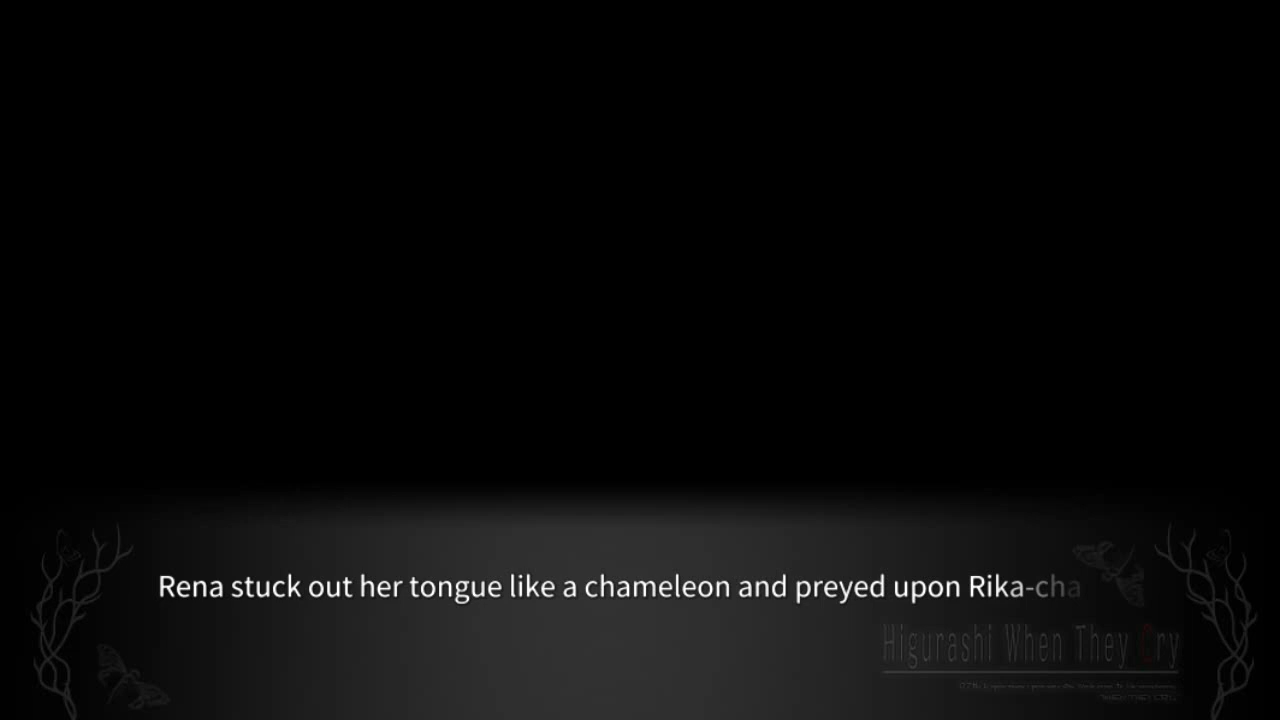 Rena stuck out her tongue like a chameleon and preyed upon Rika-cha
Higurashi When They Cry